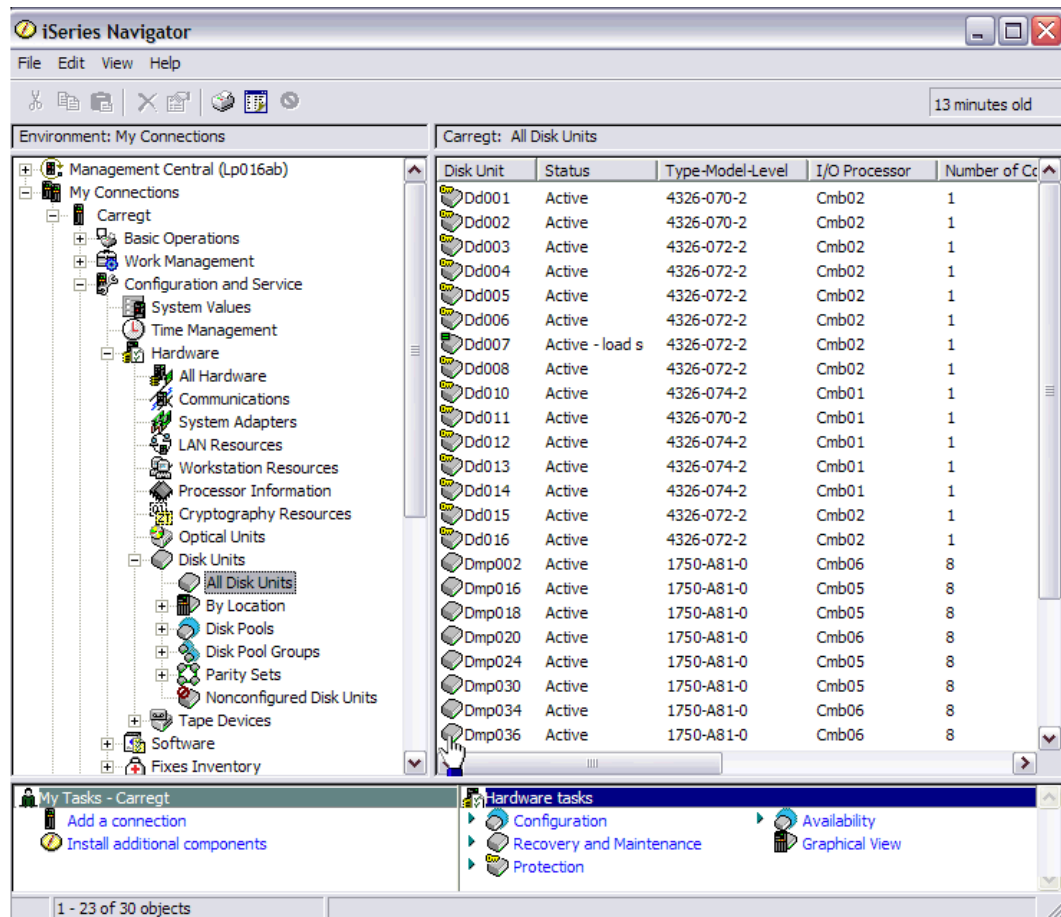 iSeries Navigator
File Edit View Help
13 minutes old
Environment: My Connections
Carregt: All Disk Units
Management Central (Lp016ab)
My Connections
Carregt
Basic Operations
Work Management
Configuration and Service
System Values
Time Management
Hardware
All Hardware
Communications
System Adapters
LAN Resources
Workstation Resources
Processor Information
Cryptography Resources
Optical Units
Disk Units
All Disk Units
By Location
Disk Pools
Disk Pool Groups
Parity Sets
Nonconfigured Disk Units
Tape Devices
Software
Fixes Inventory
Disk Unit Status Type-Model-Level I/O Processor Number of Cc
Dd001 Active 4326-070-2 Cmb02 1
Dd002 Active 4326-070-2 Cmb02 1
Dd003 Active 4326-072-2 Cmb02 1
Dd004 Active 4326-072-2 Cmb02 1
Dd005 Active 4326-072-2 Cmb02 1
Dd006 Active 4326-072-2 Cmb02 1
Dd007 Active - load s 4326-072-2 Cmb02 1
Dd008 Active 4326-072-2 Cmb02 1
Dd010 Active 4326-074-2 Cmb01 1
Dd011 Active 4326-070-2 Cmb02 1
Dd012 Active 4326-074-2 Cmb01 1
Dd013 Active 4326-074-2 Cmb01 1
Dd014 Active 4326-074-2 Cmb01 1
Dd015 Active 4326-072-2 Cmb02 1
Dd016 Active 4326-072-2 Cmb02 1
Dmp002 Active 1750-A81-0 Cmb06 8
Dmp016 Active 1750-A81-0 Cmb05 8
Dmp018 Active 1750-A81-0 Cmb05 8
Dmp020 Active 1750-A81-0 Cmb06 8
Dmp024 Active 1750-A81-0 Cmb05 8
Dmp030 Active 1750-A81-0 Cmb05 8
Dmp034 Active 1750-A81-0 Cmb06 8
Dmp036 Active 1750-A81-0 Cmb06 8
My Tasks - Carregt
Add a connection
Install additional components
Hardware tasks
Configuration
Recovery and Maintenance
Protection
Availability
Graphical View
1 - 23 of 30 objects